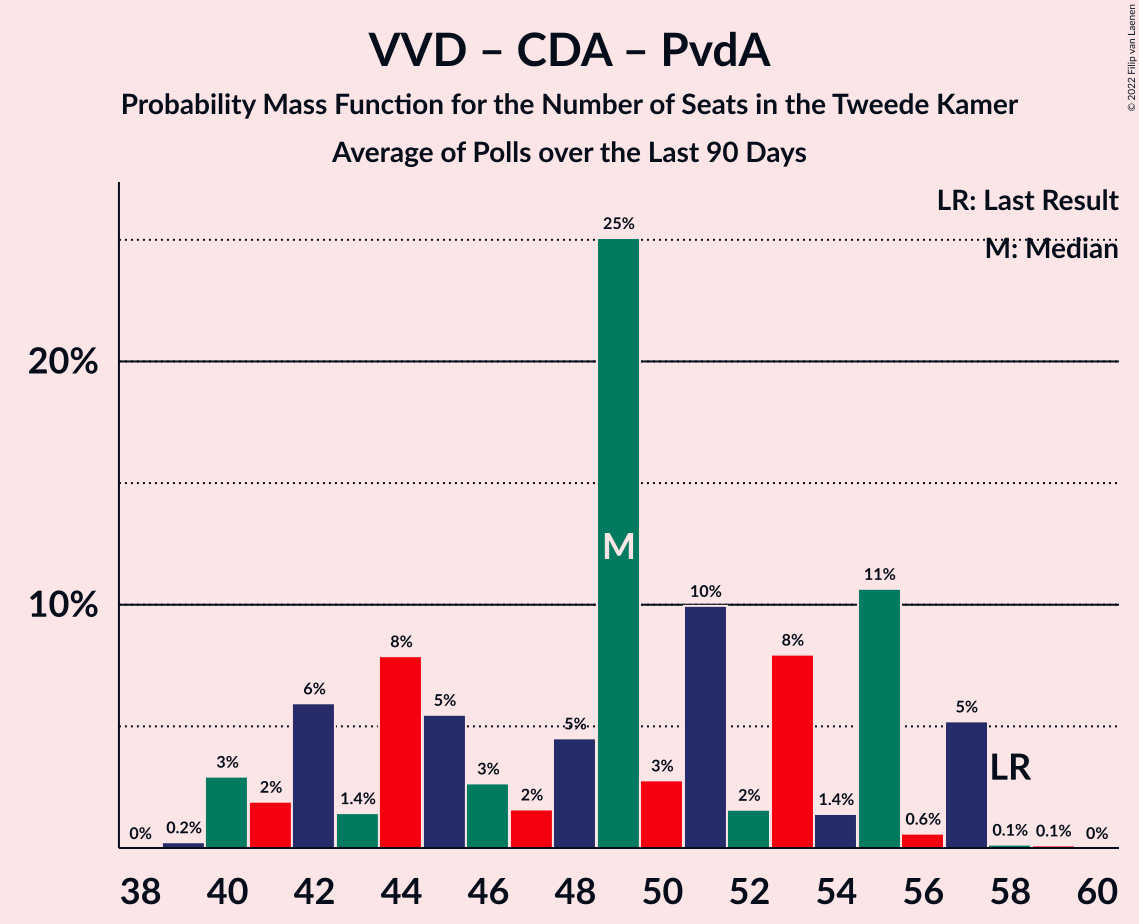 VVD – CDA – PvdA
Probability Mass Function for the Number of Seats in the Tweede Kamer
Average of Polls over the Last 90 Days
© 2022 Filip van Laenen
LR: Last Result
M: Median
25%
20%
M
11%
10%
10%
8%
8%
6%
5%
5%
5%
LR
3%
3%
3%
2%
2%
2%
1.4%
1.4%
0.6%
0%
0.2%
0.1%
0.1%
0%
38 40 42 44 46 48 50 52 54 56 58 60